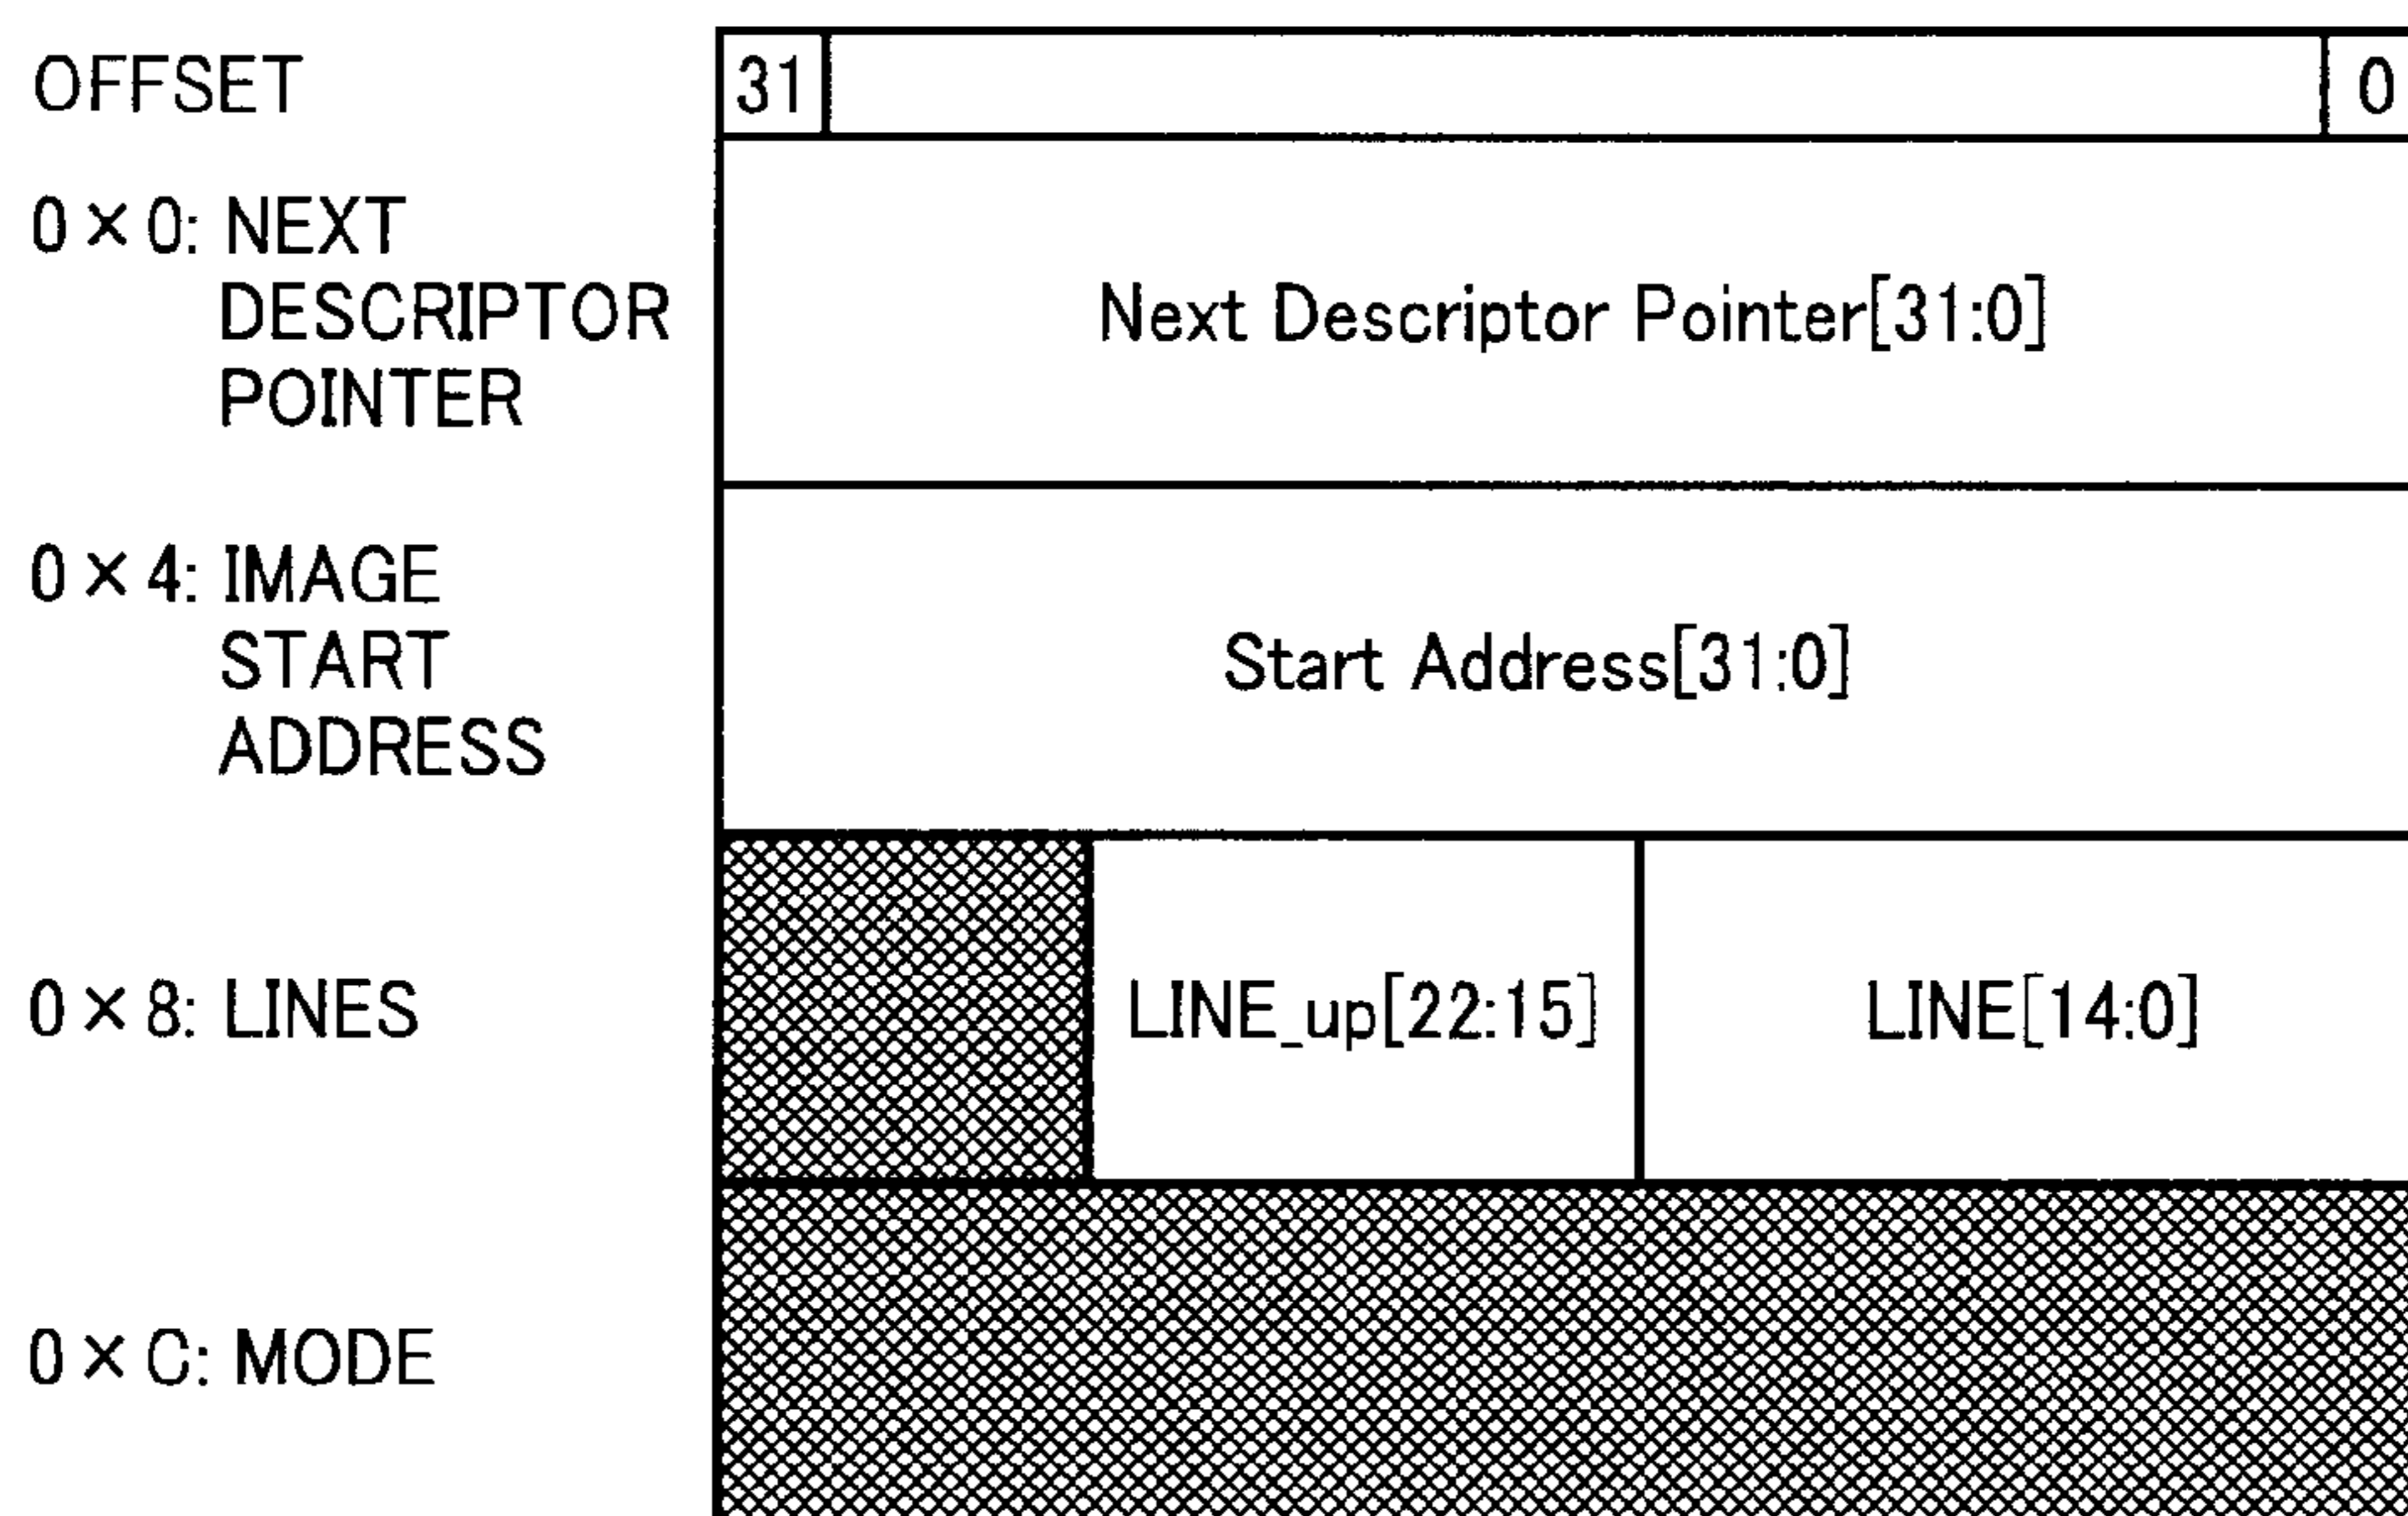 OFFSET 31 0
0×0: NEXT
DESCRIPTOR
POINTER
Next Descriptor Pointer[31:0]
0×4: IMAGE
START
ADDRESS
Start Address[31:0]
0×8: LINES
LINE_up[22:15]
LINE[14:0]
0×C: MODE